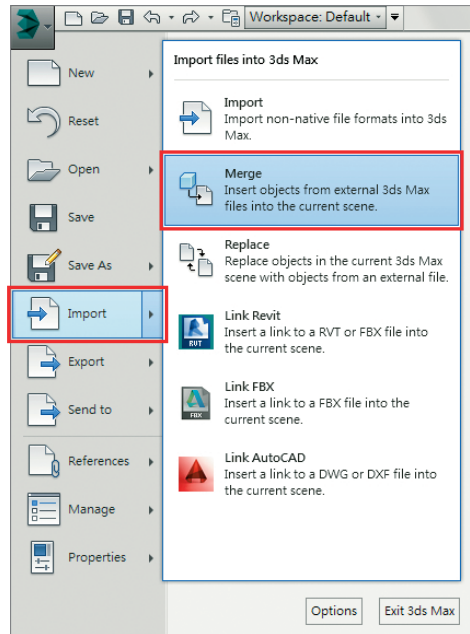 Workspace: Default
New
Reset
Open
Save
Save As
Import
Export
Send to
References
Manage
Properties
Import files into 3ds Max
Import
Import non-native file formats into 3ds
Max.
Merge
Insert objects from external 3ds Max
files into the current scene.
Replace
Replace objects in the current 3ds Max
scene with objects from an external file.
RVT
Link Revit
Insert a link to a RVT or FBX file into
the current scene.
FBX
Link FBX
Insert a link to a FBX file into the
current scene.
Link AutoCAD
Insert a link to a DWG or DXF file into
the current scene.
Options
Exit 3ds Max